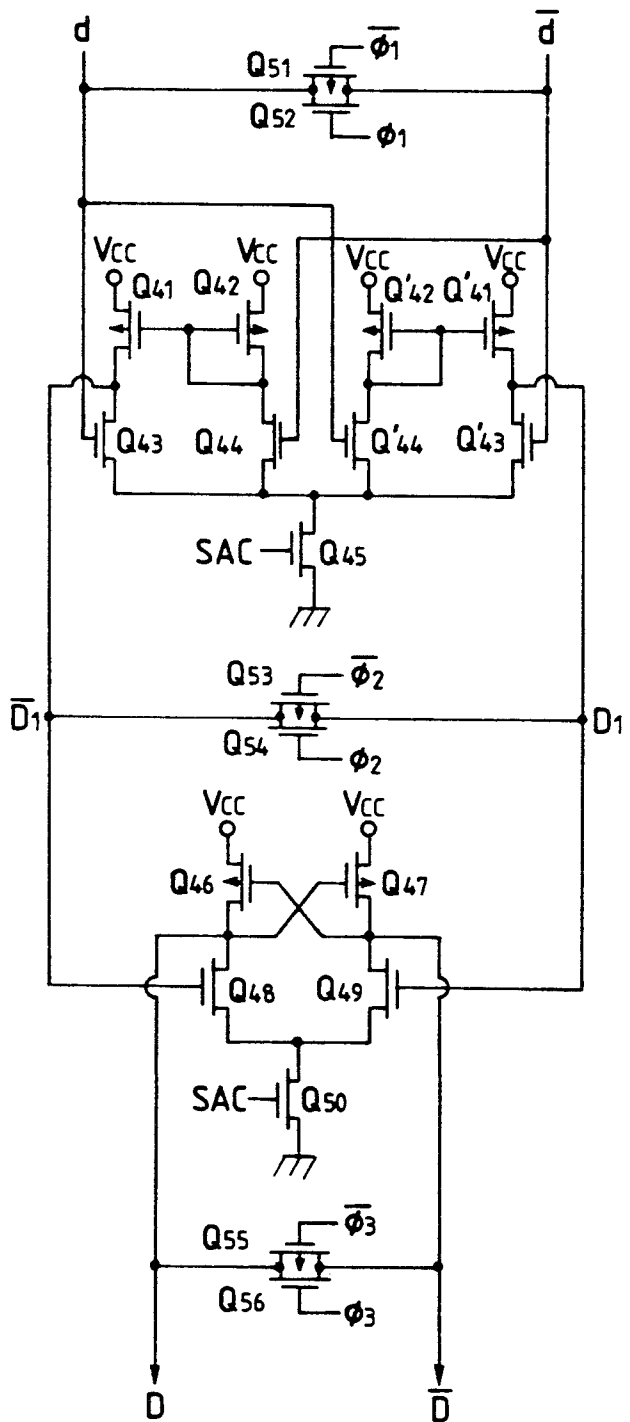 d d̅
Q51 ϕ̅1
Q52 ϕ1
VCC VCC VCC VCC
Q41 Q42 Q'42 Q'41
Q43 Q44 Q'44 Q'43
SAC Q45
Q53 ϕ̅2
D̅1 D1
Q54 ϕ2
VCC VCC
Q46 Q47
Q48 Q49
SAC Q50
Q55 ϕ̅3
Q56 ϕ3
D D̅